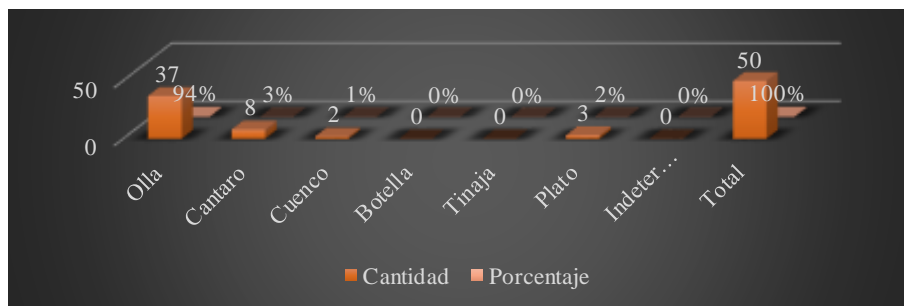 50
0
37 8 2 0 0 3 0 50
94% 3% 1% 0% 0% 2% 0% 100%
Olla Cantaro Cuenco Botella Tinaja Plato Indeter... Total
Cantidad Porcentaje